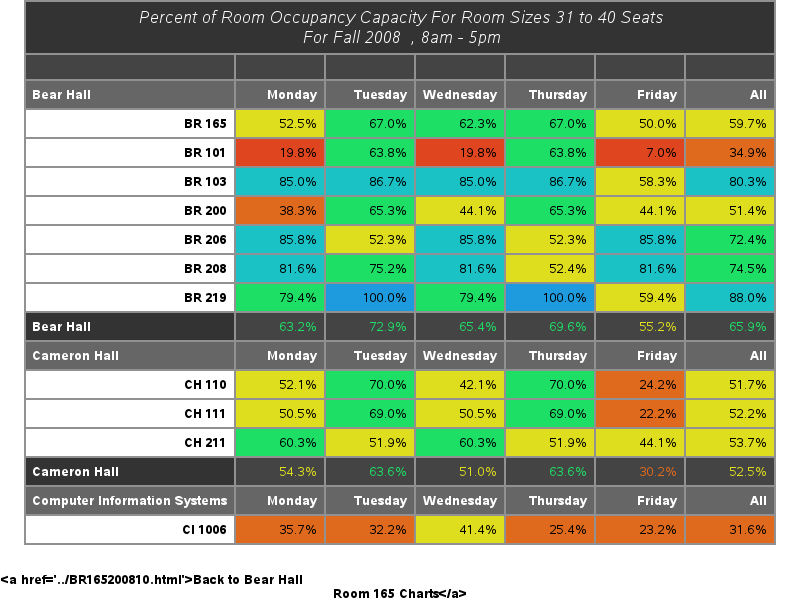 Percent of Room Occupancy Capacity For Room Sizes 31 to 40 Seats
For Fall 2008 , 8am - 5pm
Bear Hall Monday Tuesday Wednesday Thursday Friday All
BR 165 52.5% 67.0% 62.3% 67.0% 50.0% 59.7%
BR 101 19.8% 63.8% 19.8% 63.8% 7.0% 34.9%
BR 103 85.0% 86.7% 85.0% 86.7% 58.3% 80.3%
BR 200 38.3% 65.3% 44.1% 65.3% 44.1% 51.4%
BR 206 85.8% 52.3% 85.8% 52.3% 85.8% 72.4%
BR 208 81.6% 75.2% 81.6% 52.4% 81.6% 74.5%
BR 219 79.4% 100.0% 79.4% 100.0% 59.4% 88.0%
Bear Hall 63.2% 72.9% 65.4% 69.6% 55.2% 65.9%
Cameron Hall Monday Tuesday Wednesday Thursday Friday All
CH 110 52.1% 70.0% 42.1% 70.0% 24.2% 51.7%
CH 111 50.5% 69.0% 50.5% 69.0% 22.2% 52.2%
CH 211 60.3% 51.9% 60.3% 51.9% 44.1% 53.7%
Cameron Hall 54.3% 63.6% 51.0% 63.6% 30.2% 52.5%
Computer Information Systems Monday Tuesday Wednesday Thursday Friday All
CI 1006 35.7% 32.2% 41.4% 25.4% 23.2% 31.6%
<a href='../BR165200810.html'>Back to Bear Hall
Room 165 Charts</a>